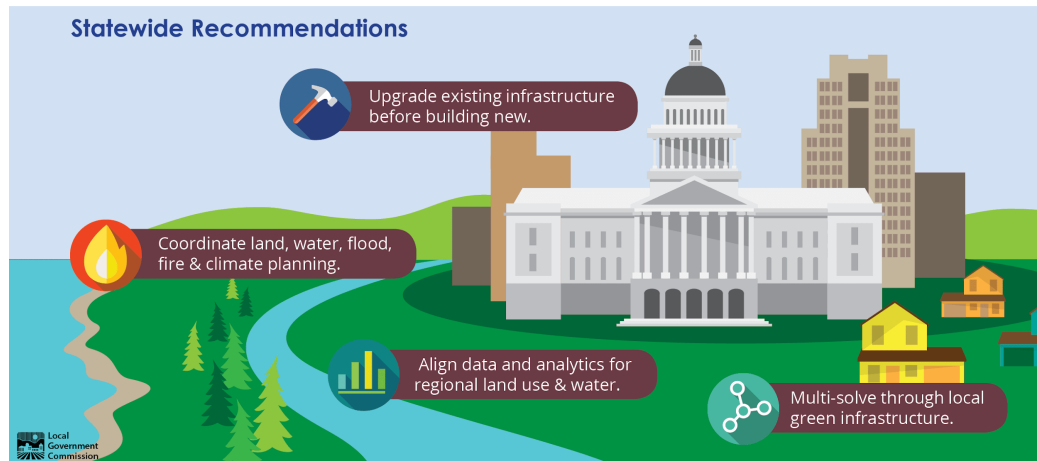 Statewide Recommendations
Upgrade existing infrastructure
before building new.
Coordinate land, water, flood,
fire & climate planning.
Align data and analytics for
regional land use & water.
Multi-solve through local
green infrastructure.
Local
Government
Commission